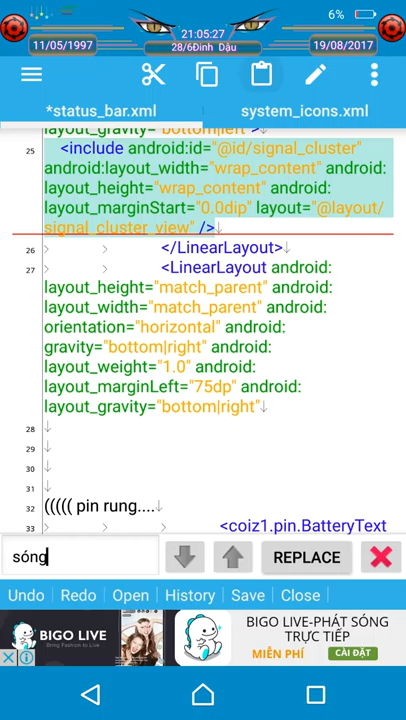 6%
21:05:27
11/05/1997
28/6Đinh Dậu
19/08/2017
*status_bar.xml
system_icons.xml
layout_gravity="bottom|left">
25 <include android:id="@id/signal_cluster"
android:layout_width="wrap_content" android:
layout_height="wrap_content" android:
layout_marginStart="0.0dip" layout="@layout/
signal_cluster_view" />↓
26 > > </LinearLayout>↓
27 > > <LinearLayout android:
layout_height="match_parent" android:
layout_width="match_parent" android:
orientation="horizontal" android:
gravity="bottom|right" android:
layout_weight="1.0" android:
layout_marginLeft="75dp" android:
layout_gravity="bottom|right"↓
28 ↓
29 ↓
30 ↓
31 ↓
32 ((((( pin rung....↓
33 > > > <coiz1.pin.BatteryText
sóng
REPLACE
Undo
Redo
Open
History
Save
Close
BIGO LIVE
BIGO LIVE-PHÁT SÓNG
TRỰC TIẾP
MIỄN PHÍ
CÀI ĐẶT